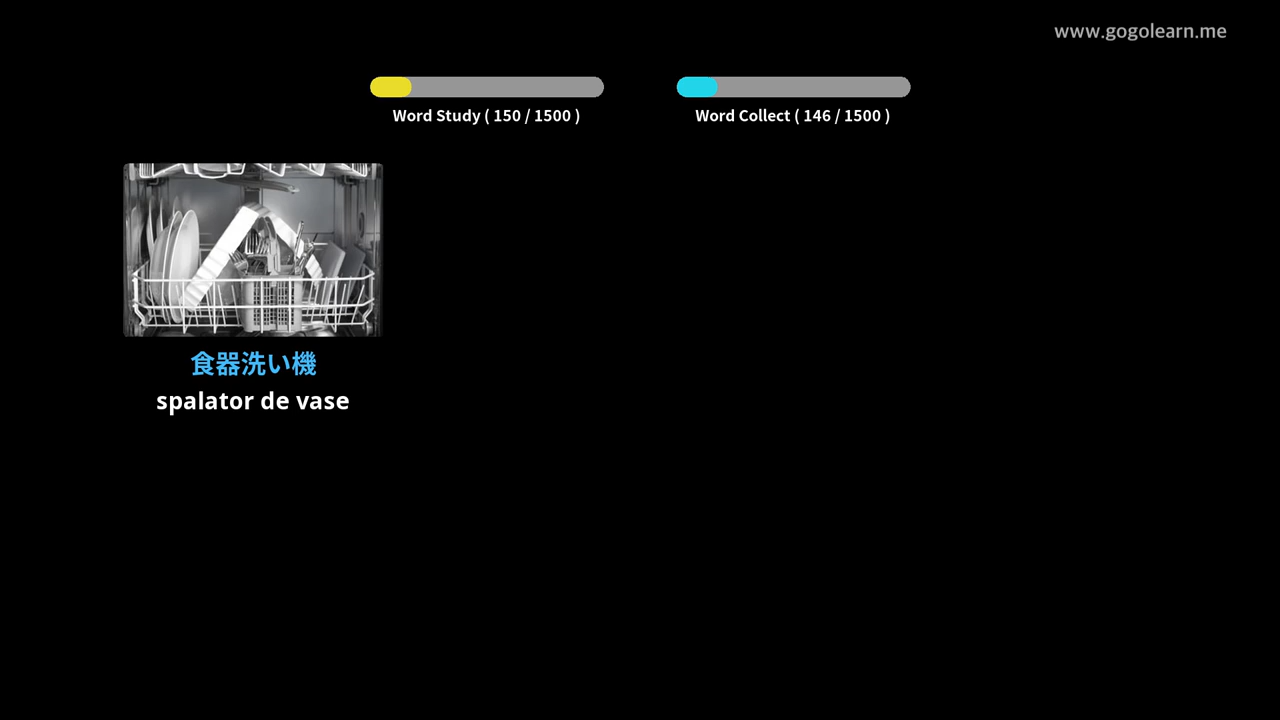 www.gogolearn.me
Word Study ( 150 / 1500 )
Word Collect ( 146 / 1500 )
食器洗い機
spalator de vase